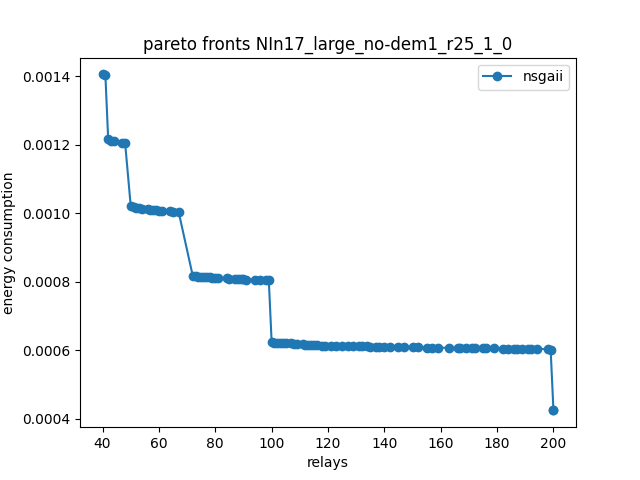 pareto fronts NIn17_large_no-dem1_r25_1_0
nsgaii
energy consumption
0.0014
0.0012
0.0010
0.0008
0.0006
0.0004
40 60 80 100 120 140 160 180 200
relays